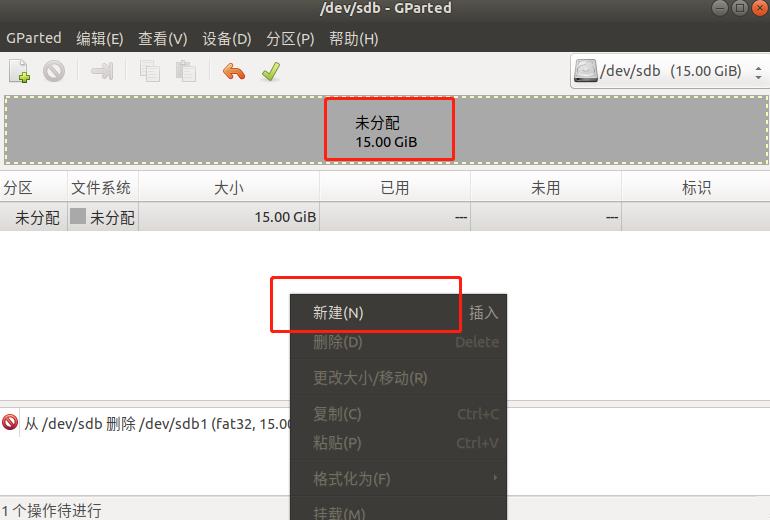 /dev/sdb - GParted
GParted 编辑(E) 查看(V) 设备(D) 分区(P) 帮助(H)
/dev/sdb (15.00 GiB)
未分配
15.00 GiB
分区 文件系统 大小 已用 未用 标识
未分配 未分配 15.00 GiB --- ---
新建(N) 插入
删除(D) Delete
更改大小/移动(R)
复制(C) Ctrl+C
粘贴(P) Ctrl+V
格式化为(F)
挂载(M)
从 /dev/sdb 删除 /dev/sdb1 (fat32, 15.00
1 个操作待进行